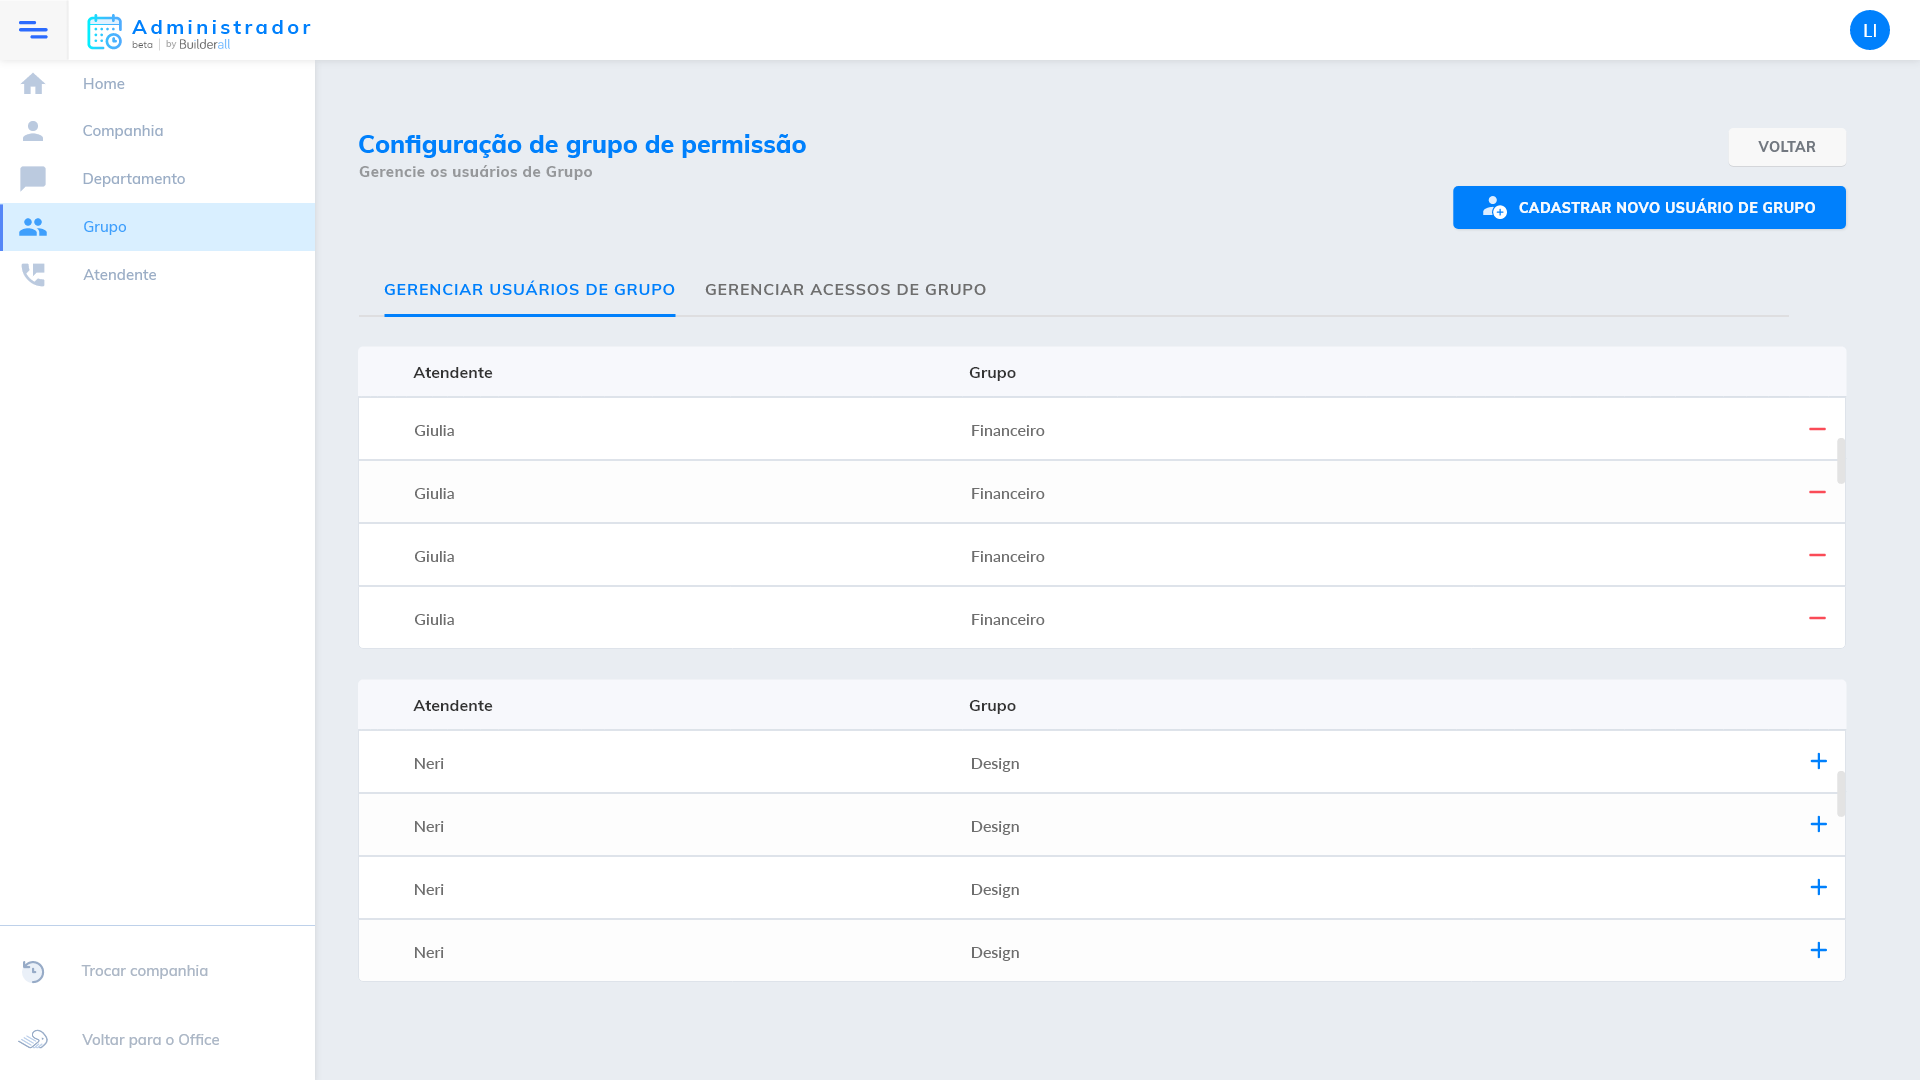 Administrador
beta | by Builderall
LI
Home
Companhia
Departamento
Grupo
Atendente
Trocar companhia
Voltar para o Office
Configuração de grupo de permissão
Gerencie os usuários de Grupo
VOLTAR
CADASTRAR NOVO USUÁRIO DE GRUPO
GERENCIAR USUÁRIOS DE GRUPO GERENCIAR ACESSOS DE GRUPO
Atendente Grupo
Giulia Financeiro
Giulia Financeiro
Giulia Financeiro
Giulia Financeiro
Atendente Grupo
Neri Design
Neri Design
Neri Design
Neri Design